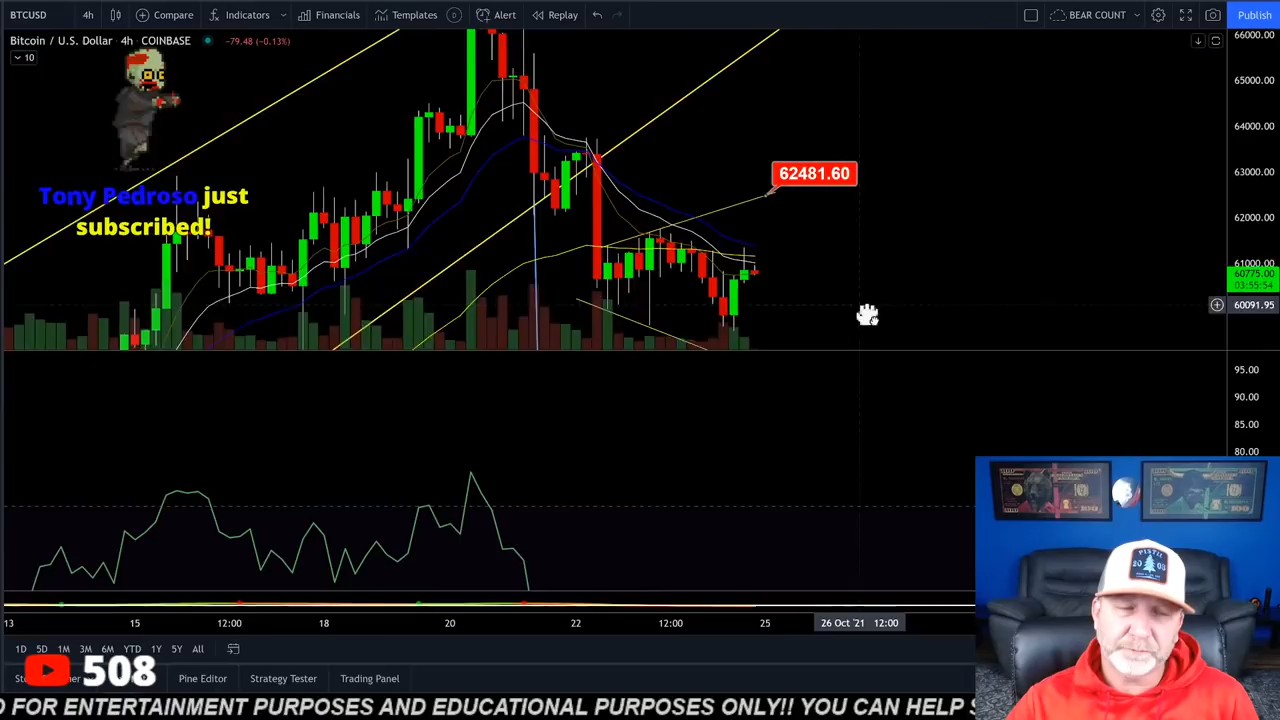 BTCUSD 4h Compare Indicators Financials Templates Alert Replay BEAR COUNT Publish
Bitcoin / U.S. Dollar 4h COINBASE -79.48 (-0.13%)
10
66000.00
65000.00
64000.00
63000.00
62000.00
61000.00
60775.00
03:55:54
60091.95
62481.60
Tony Pedroso just
subscribed!
95.00
90.00
85.00
80.00
PISTIL
2003
13 15 12:00 18 20 22 12:00 25 26 Oct '21 12:00
1D 5D 1M 3M 6M YTD 1Y 5Y All
508
Pine Editor Strategy Tester Trading Panel
FOR ENTERTAINMENT PURPOSES AND EDUCATIONAL PURPOSES ONLY!! YOU CAN HELP